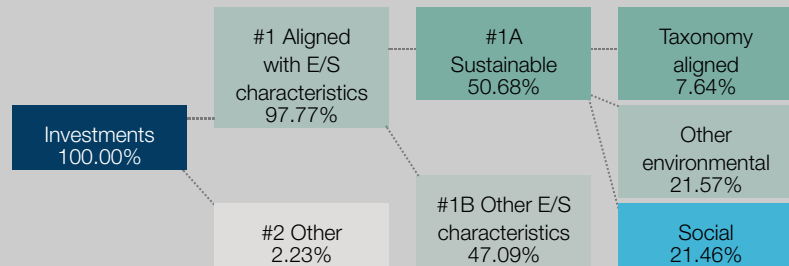 Investments
100.00%
#1 Aligned
with E/S
characteristics
97.77%
#2 Other
2.23%
#1A
Sustainable
50.68%
#1B Other E/S
characteristics
47.09%
Taxonomy
aligned
7.64%
Other
environmental
21.57%
Social
21.46%